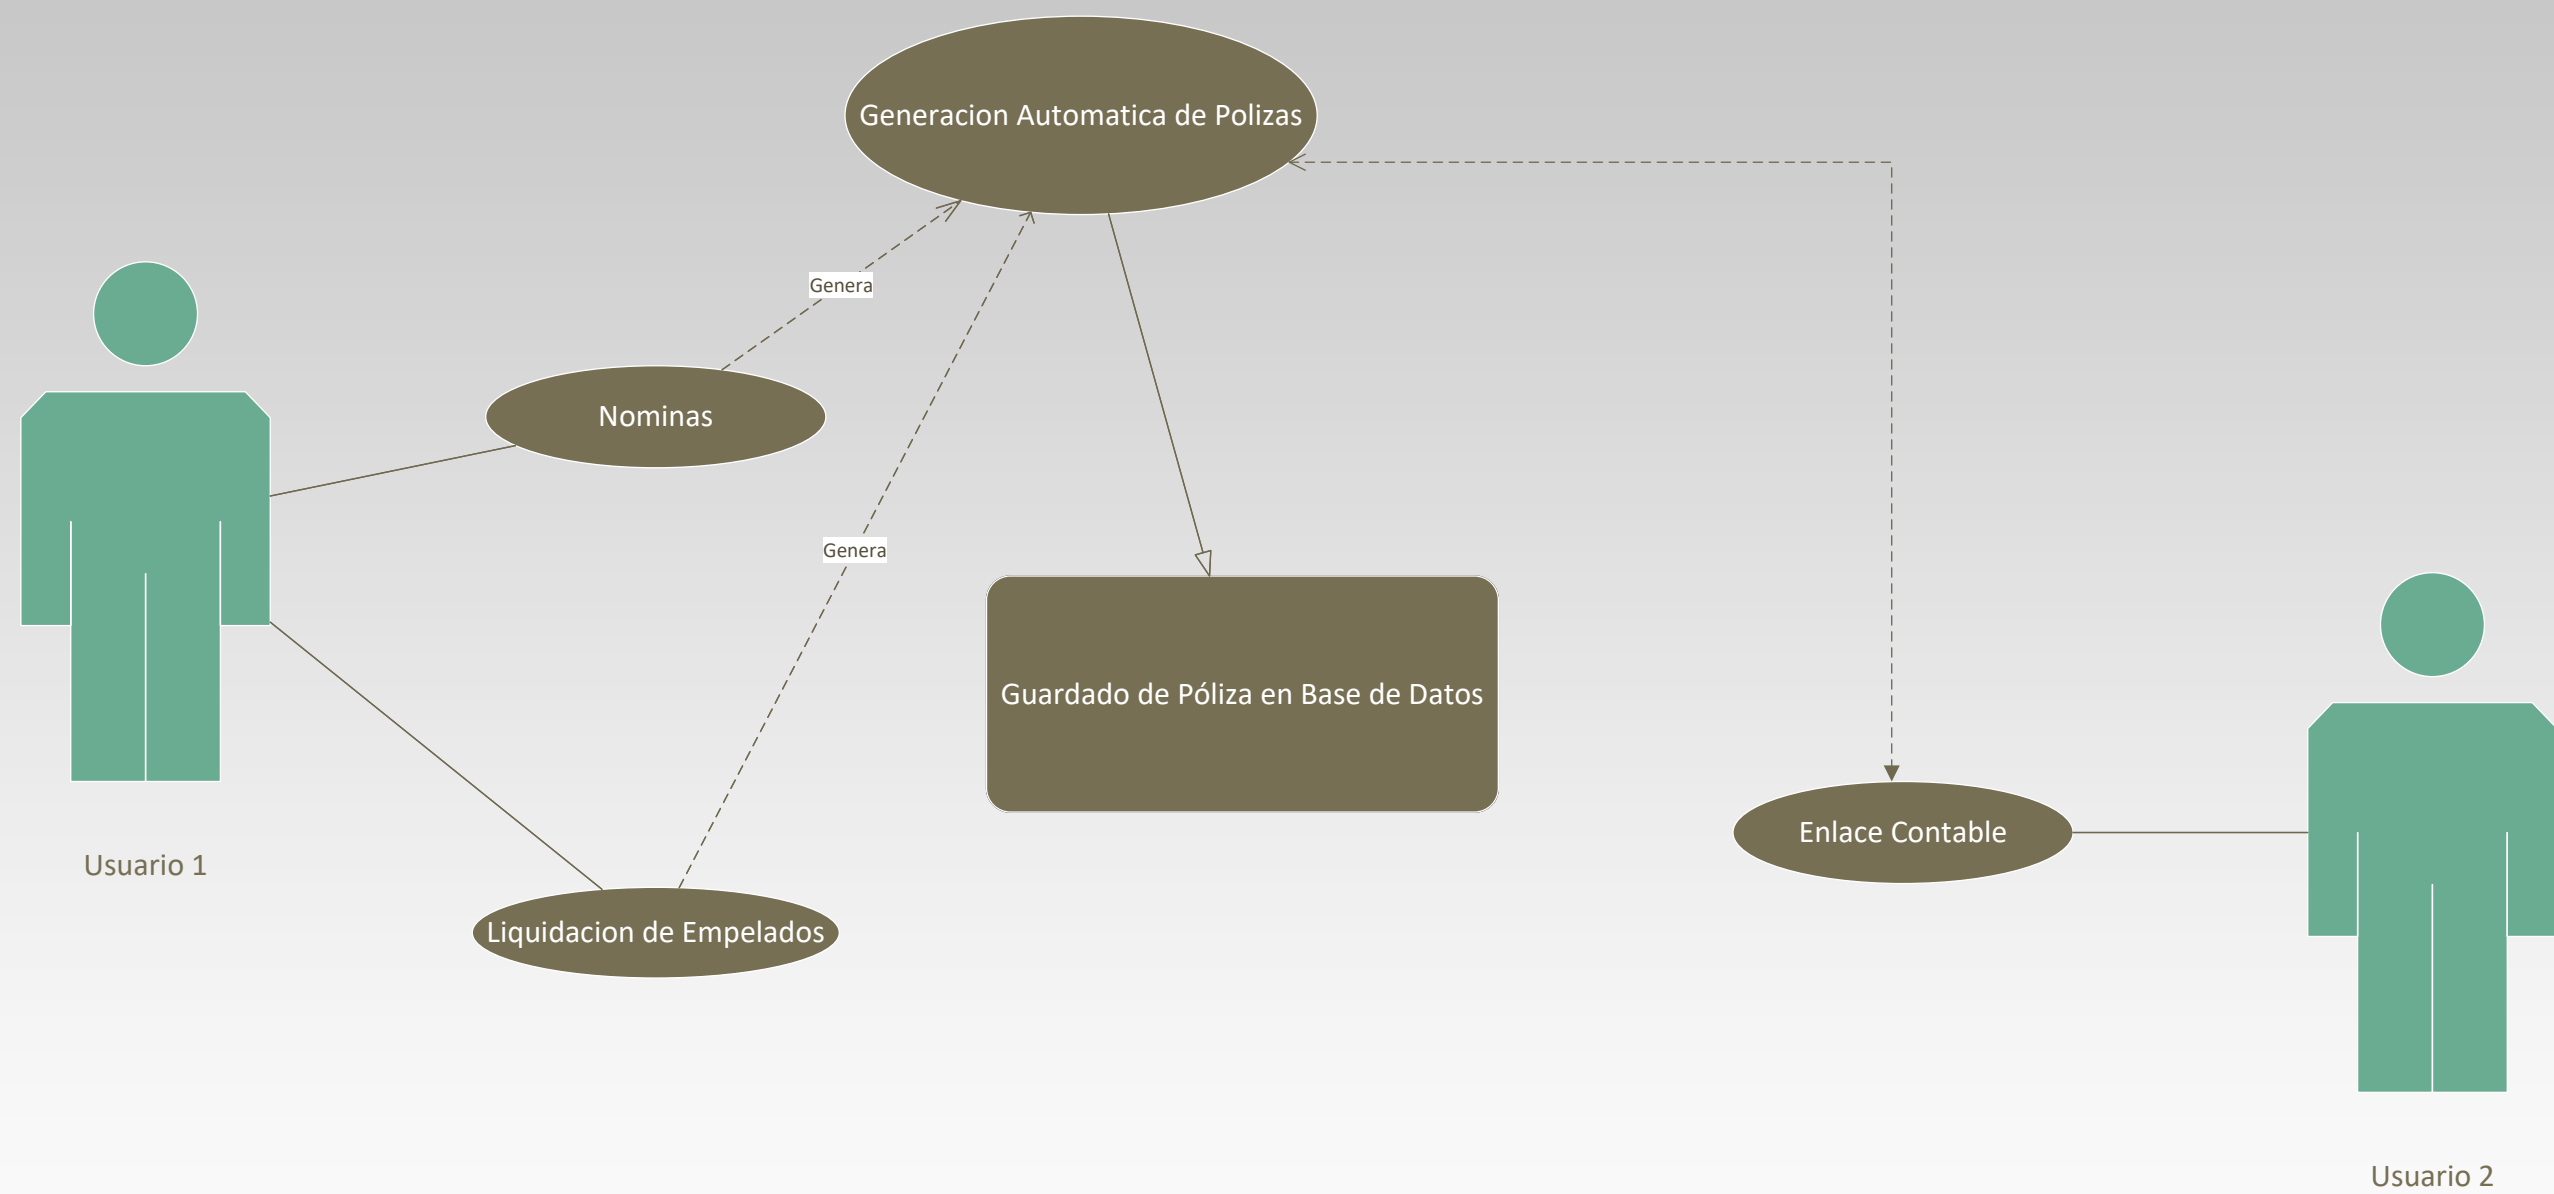 Generacion Automatica de Polizas
Genera
Nominas
Genera
Guardado de Póliza en Base de Datos
Enlace Contable
Usuario 1
Liquidacion de Empelados
Usuario 2